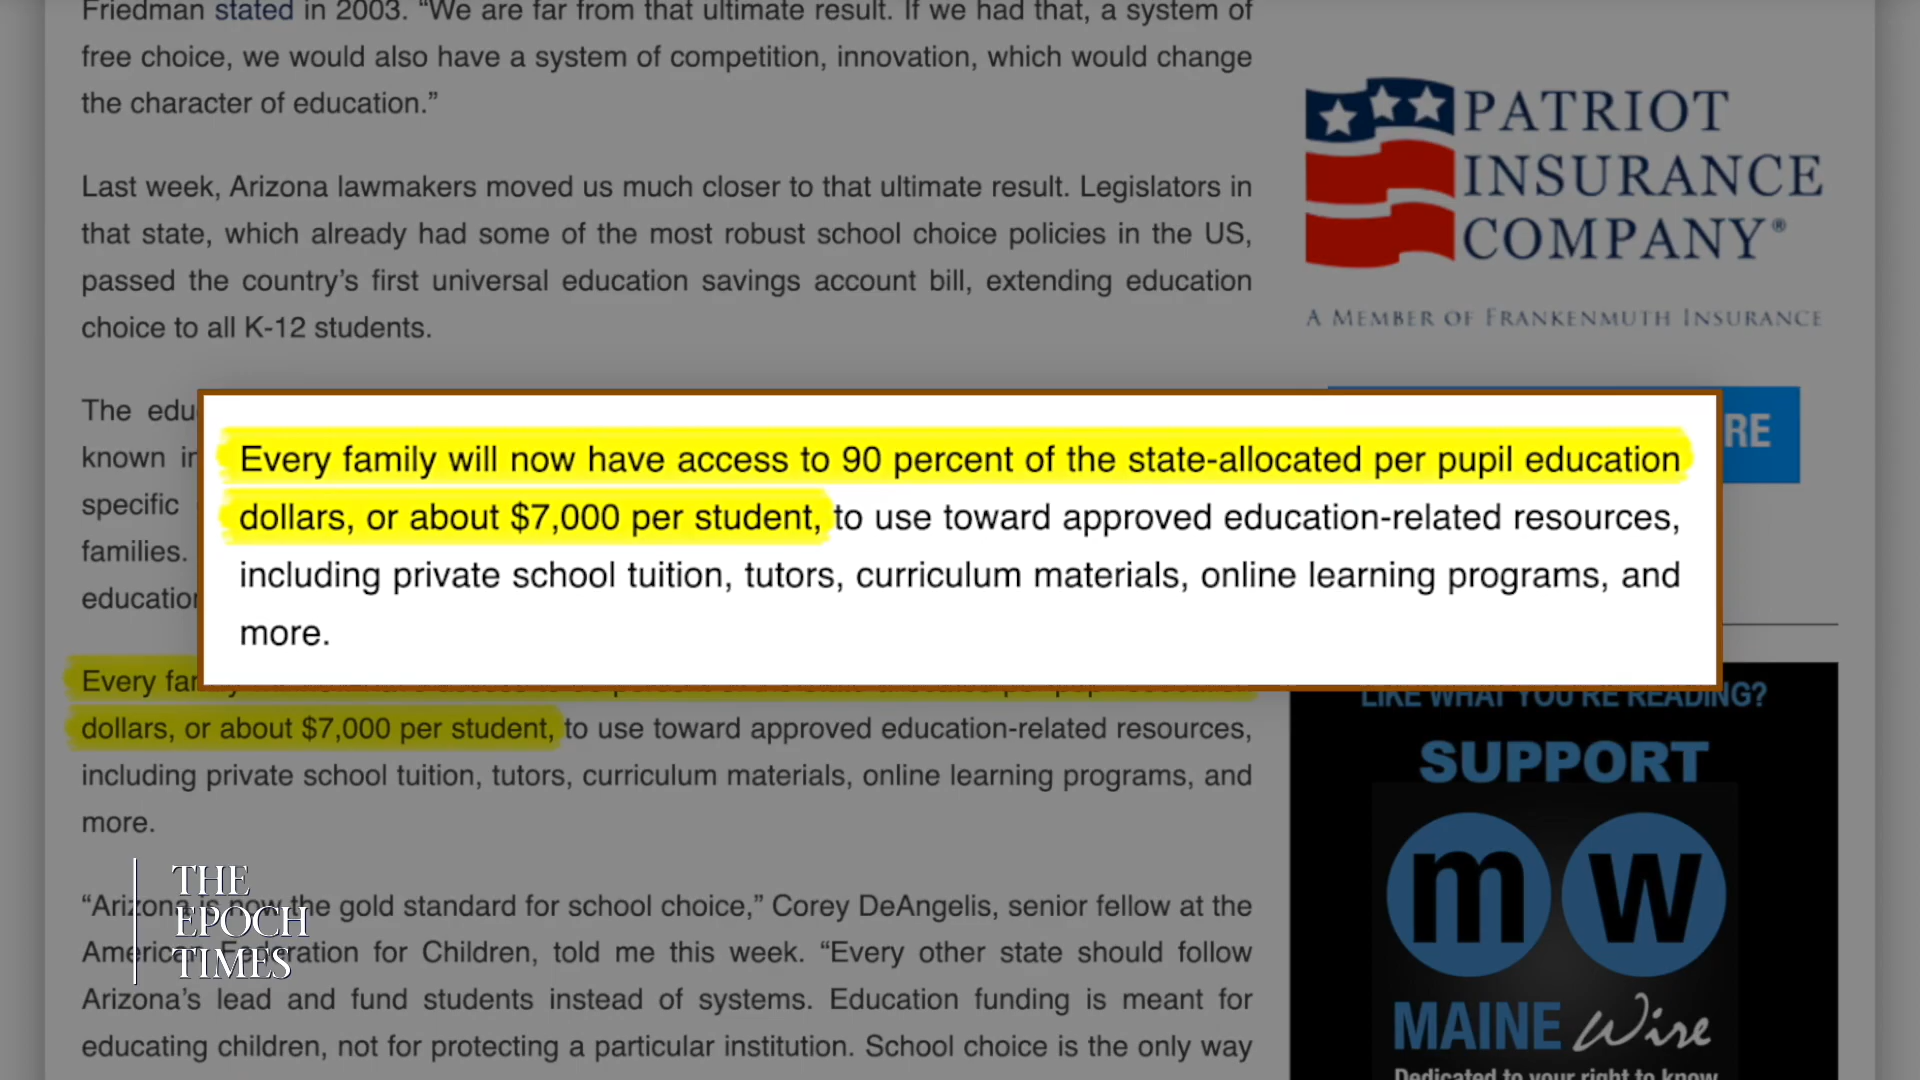 Friedman stated in 2003. “We are far from that ultimate result. If we had that, a system of
free choice, we would also have a system of competition, innovation, which would change
the character of education.”
Last week, Arizona lawmakers moved us much closer to that ultimate result. Legislators in
that state, which already had some of the most robust school choice policies in the US,
passed the country’s first universal education savings account bill, extending education
choice to all K-12 students.
The
known
specific
families.
Every family will now have access to 90 percent of the state-allocated per pupil education
dollars, or about $7,000 per student, to use toward approved education-related resources,
including private school tuition, tutors, curriculum materials, online learning programs, and
more.
Every
dollars, or about $7,000 per student, to use toward approved education-related resources,
including private school tuition, tutors, curriculum materials, online learning programs, and
more.
“Arizona is now the gold standard for school choice,” Corey DeAngelis, senior fellow at the
American Federation for Children, told me this week. “Every other state should follow
Arizona’s lead and fund students instead of systems. Education funding is meant for
educating children, not for protecting a particular institution. School choice is the only way
THE
EPOCH
TIMES
PATRIOT
INSURANCE
COMPANY®
A MEMBER OF FRANKENMUTH INSURANCE
RE
LIKE WHAT YOU'RE READING?
SUPPORT
m w
MAINE Wire
Dedicated to your right to know